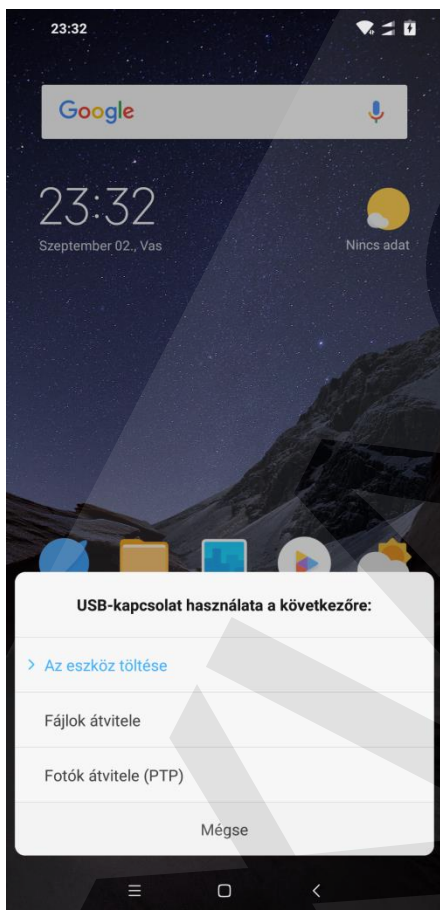 23:32
Google
23:32
Szeptember 02., Vas
Nincs adat
USB-kapcsolat használata a következőre:
Az eszköz töltése
Fájlok átvitele
Fotók átvitele (PTP)
Mégse